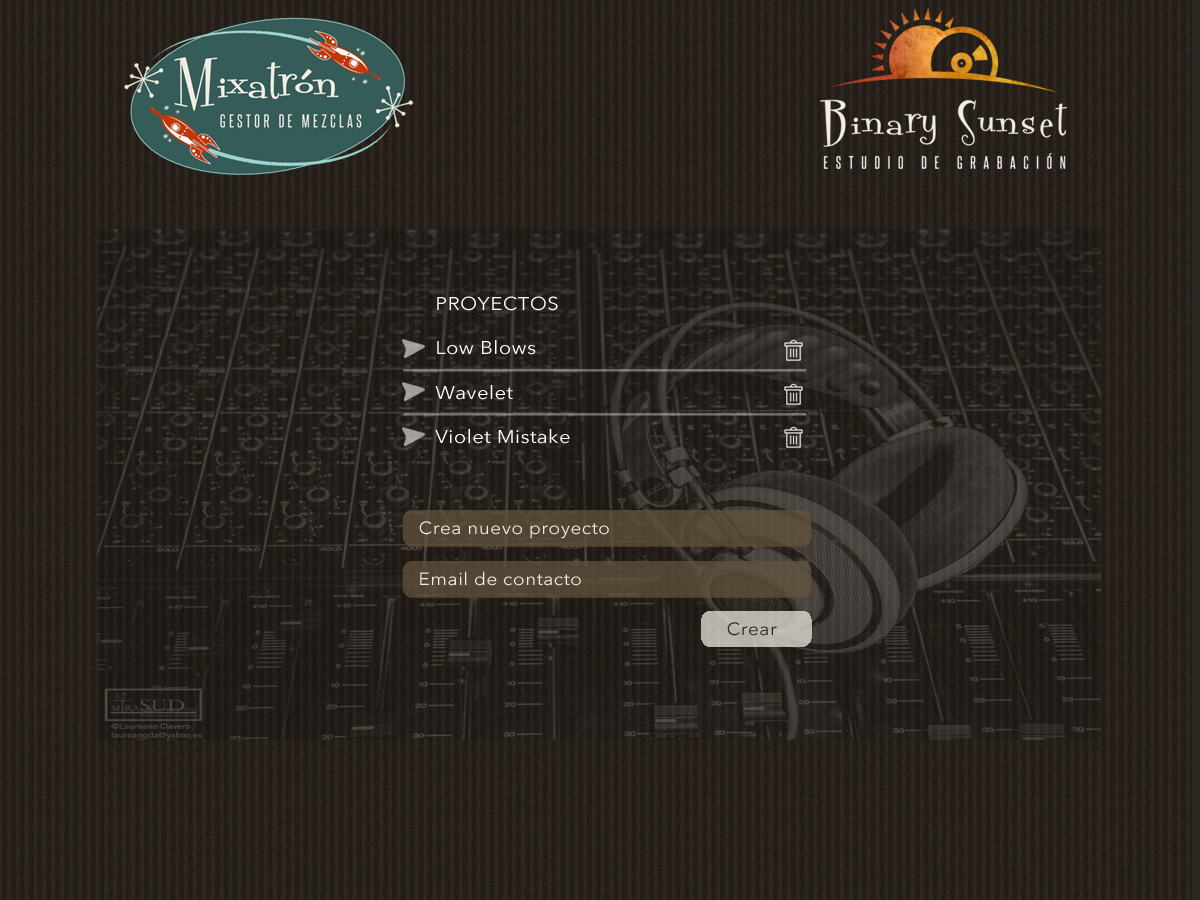 Mixatrón
GESTOR DE MEZCLAS
Binary Sunset
ESTUDIO DE GRABACIÓN
PROYECTOS
Low Blows
Wavelet
Violet Mistake
Crea nuevo proyecto
Email de contacto
Crear
MIRASUD
©Laureano Clavero
laureanocla@yahoo.es